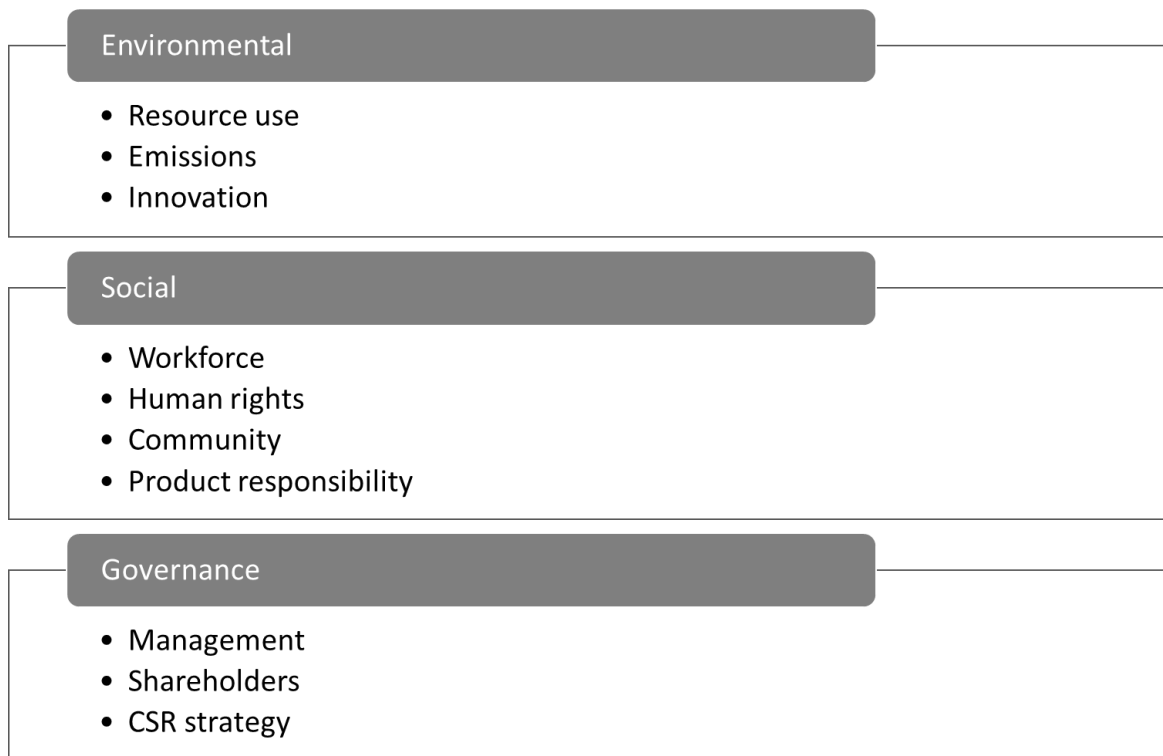 Environmental
• Resource use
• Emissions
• Innovation
Social
• Workforce
• Human rights
• Community
• Product responsibility
Governance
• Management
• Shareholders
• CSR strategy